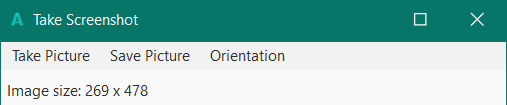 Take Screenshot
Take Picture Save Picture Orientation
Image size: 269 x 478